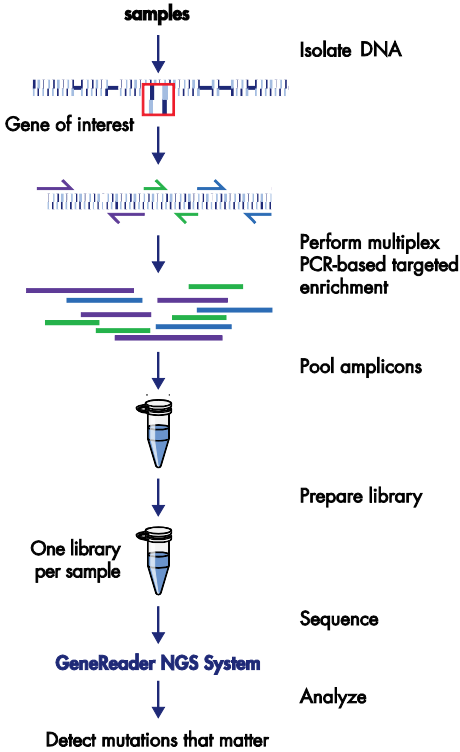 samples
Isolate DNA
Gene of interest
Perform multiplex
PCR-based targeted
enrichment
Pool amplicons
Prepare library
One library
per sample
Sequence
GeneReader NGS System
Analyze
Detect mutations that matter